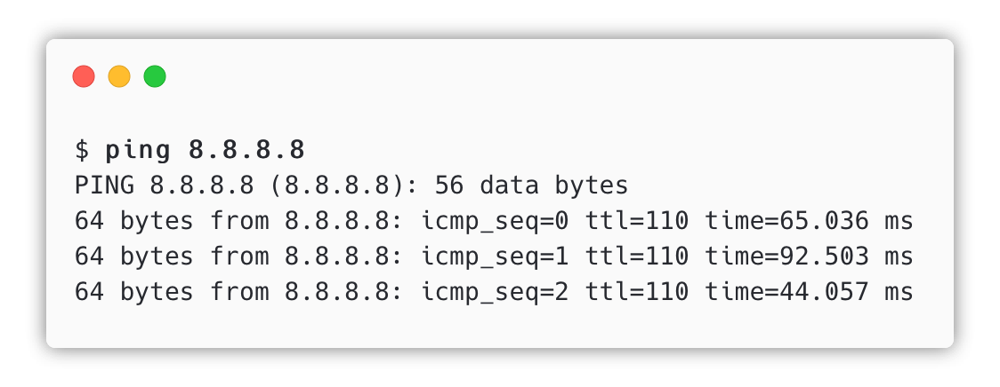 $ ping 8.8.8.8
PING 8.8.8.8 (8.8.8.8): 56 data bytes
64 bytes from 8.8.8.8: icmp_seq=0 ttl=110 time=65.036 ms
64 bytes from 8.8.8.8: icmp_seq=1 ttl=110 time=92.503 ms
64 bytes from 8.8.8.8: icmp_seq=2 ttl=110 time=44.057 ms